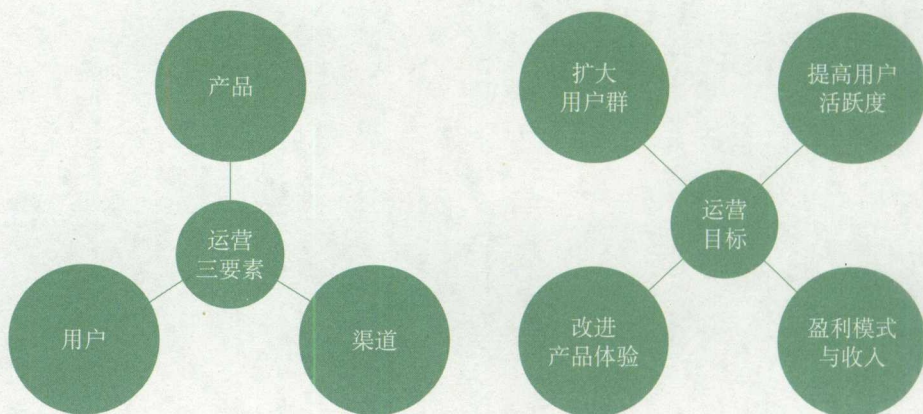 产品
运营
三要素
用户
渠道
扩大
用户群
提高用户
活跃度
运营
目标
改进
产品体验
盈利模式
与收入